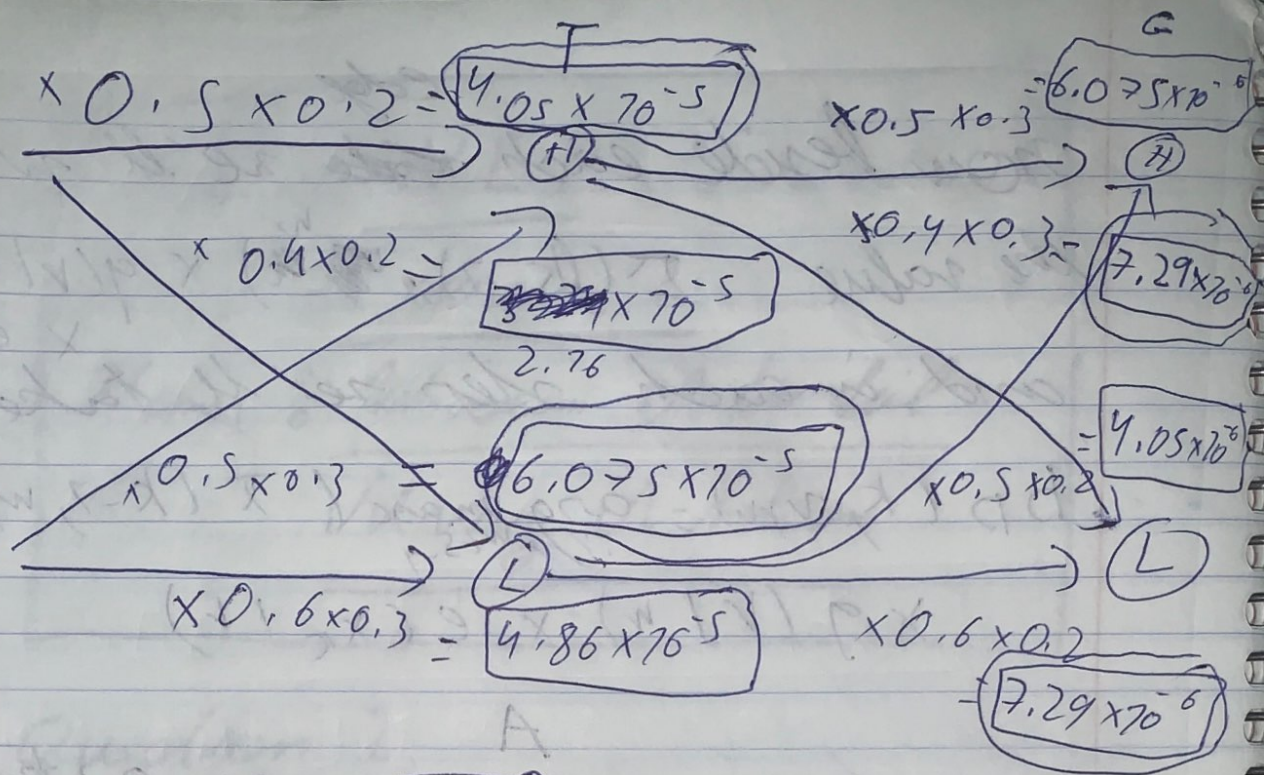 T
G
× 0.5 × 0.2 = 4.05 × 10⁻⁵
× 0.5 × 0.3 = 6.075 × 10⁻⁶
H
H
× 0.4 × 0.2 =
× 10⁻⁵
2.16
× 0.4 × 0.3 = 7.29 × 10⁻⁶
× 0.5 × 0.3 = 6.075 × 10⁻⁵
× 0.5 × 0.2
= 4.05 × 10⁻⁶
L
L
× 0.6 × 0.3 = 4.86 × 10⁻⁵
× 0.6 × 0.2
= 7.29 × 10⁻⁶
A